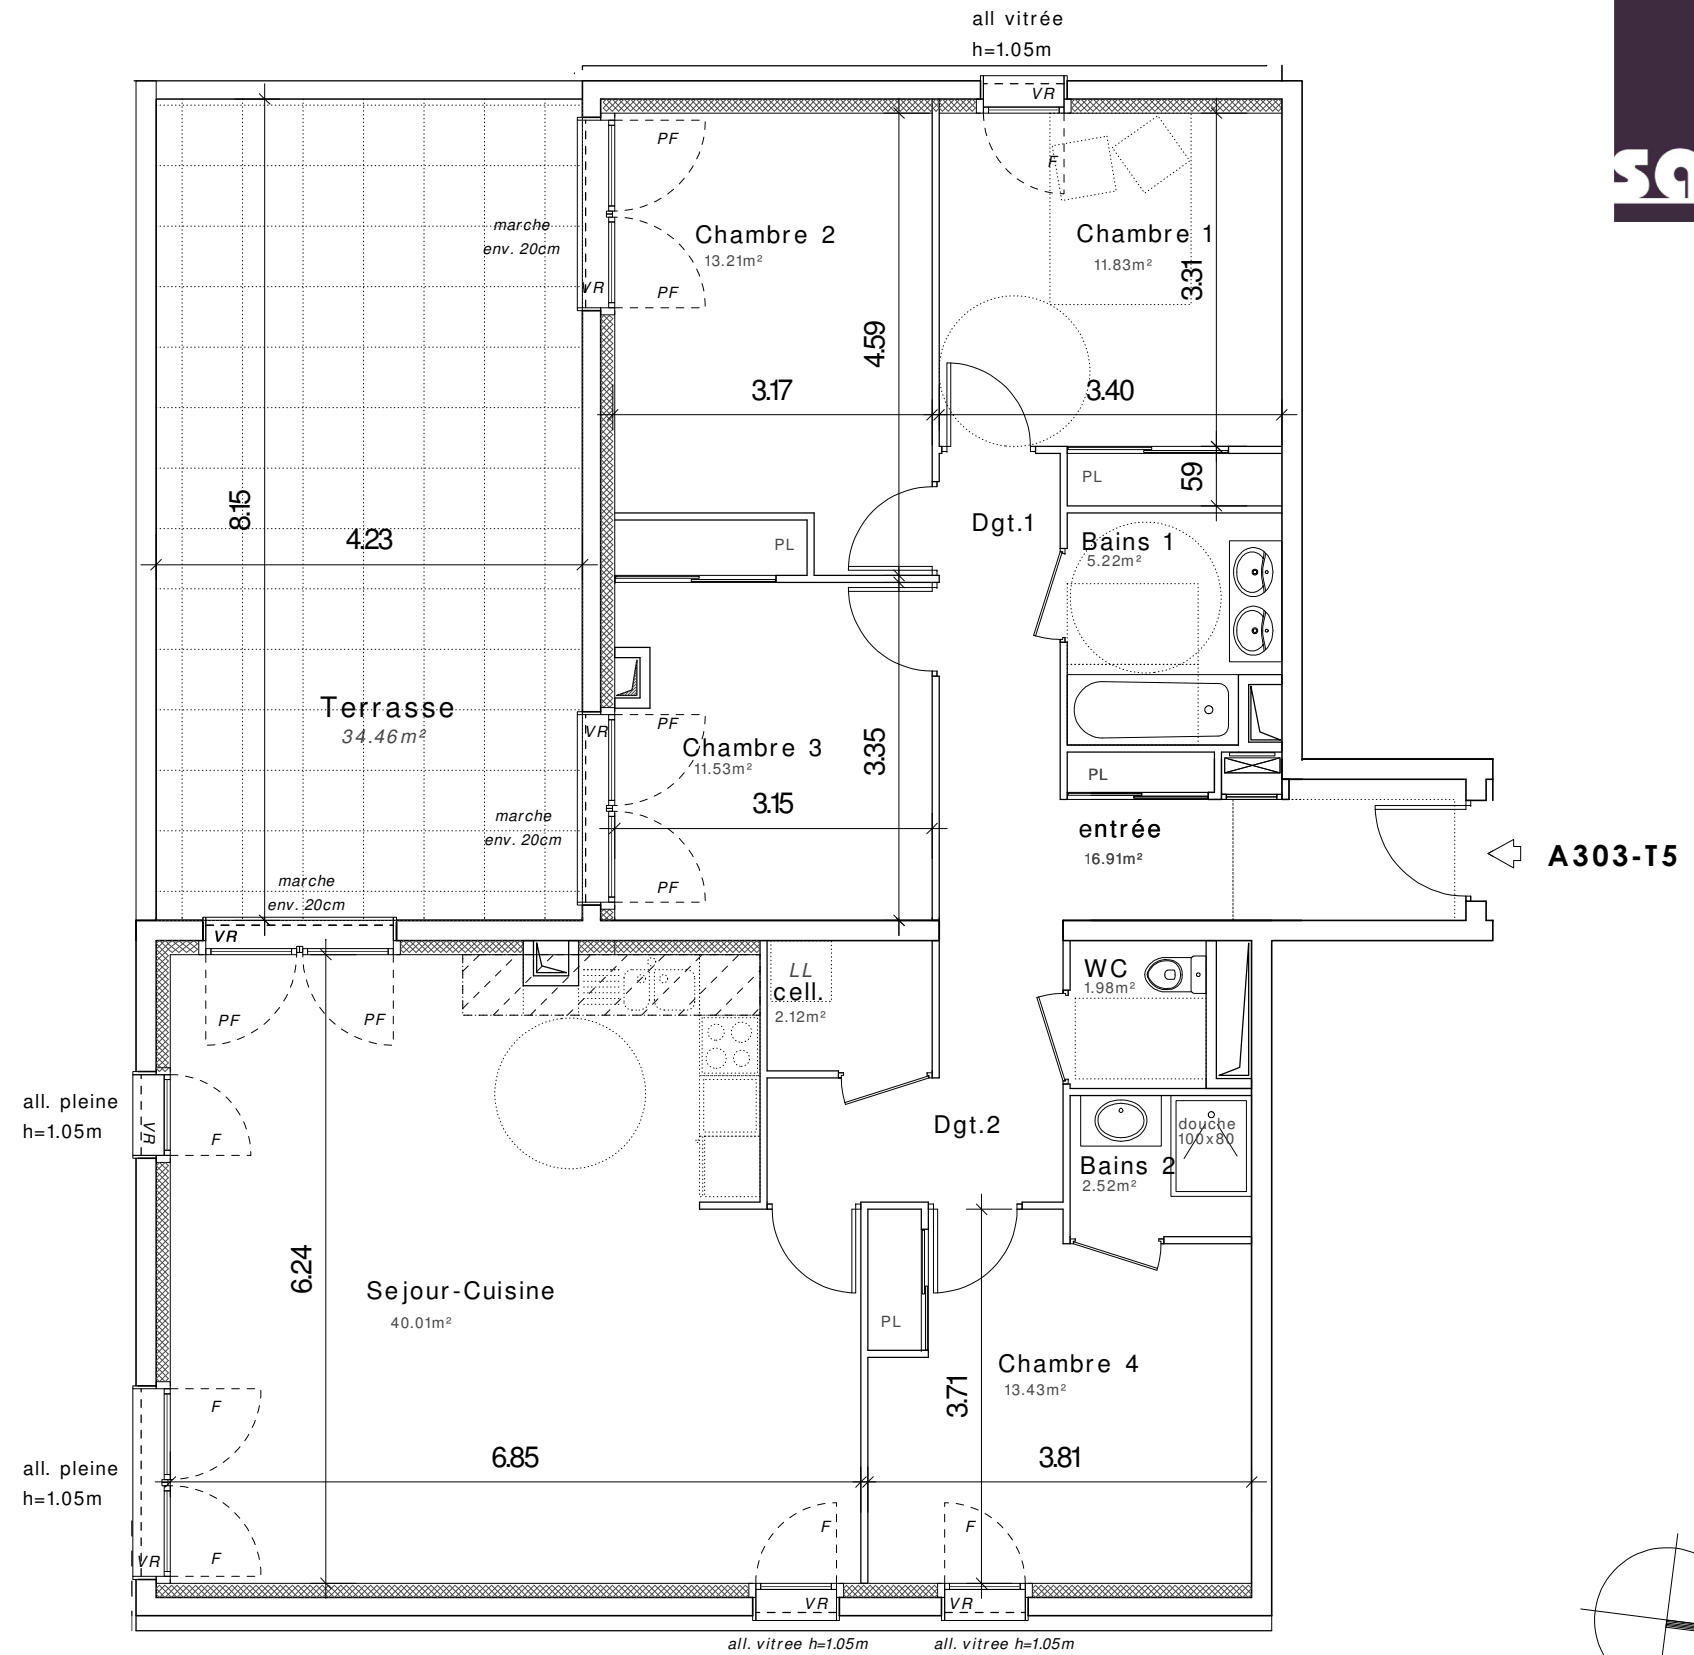 all vitrée
h=1.05m
sa
VR
PF
F
marche
env. 20cm
Chambre 2
13.21m²
Chambre 1
11.83m²
3.31
VR
PF
4.59
3.17
3.40
PL
59
8.15
4.23
Dgt.1
PL
Bains 1
5.22m²
Terrasse
34.46m²
VR
PF
Chambre 3
11.53m²
3.35
3.15
PL
marche
env. 20cm
entrée
16.91m²
A303-T5
marche
env. 20cm
PF
VR
LL
cell.
2.12m²
WC
1.98m²
PF
PF
all. pleine
h=1.05m
VR
F
Dgt.2
douche
100x80
Bains 2
2.52m²
6.24
Sejour-Cuisine
40.01m²
PL
Chambre 4
13.43m²
3.71
F
6.85
3.81
all. pleine
h=1.05m
VR
F
F
F
VR
VR
all. vitree h=1.05m
all. vitree h=1.05m